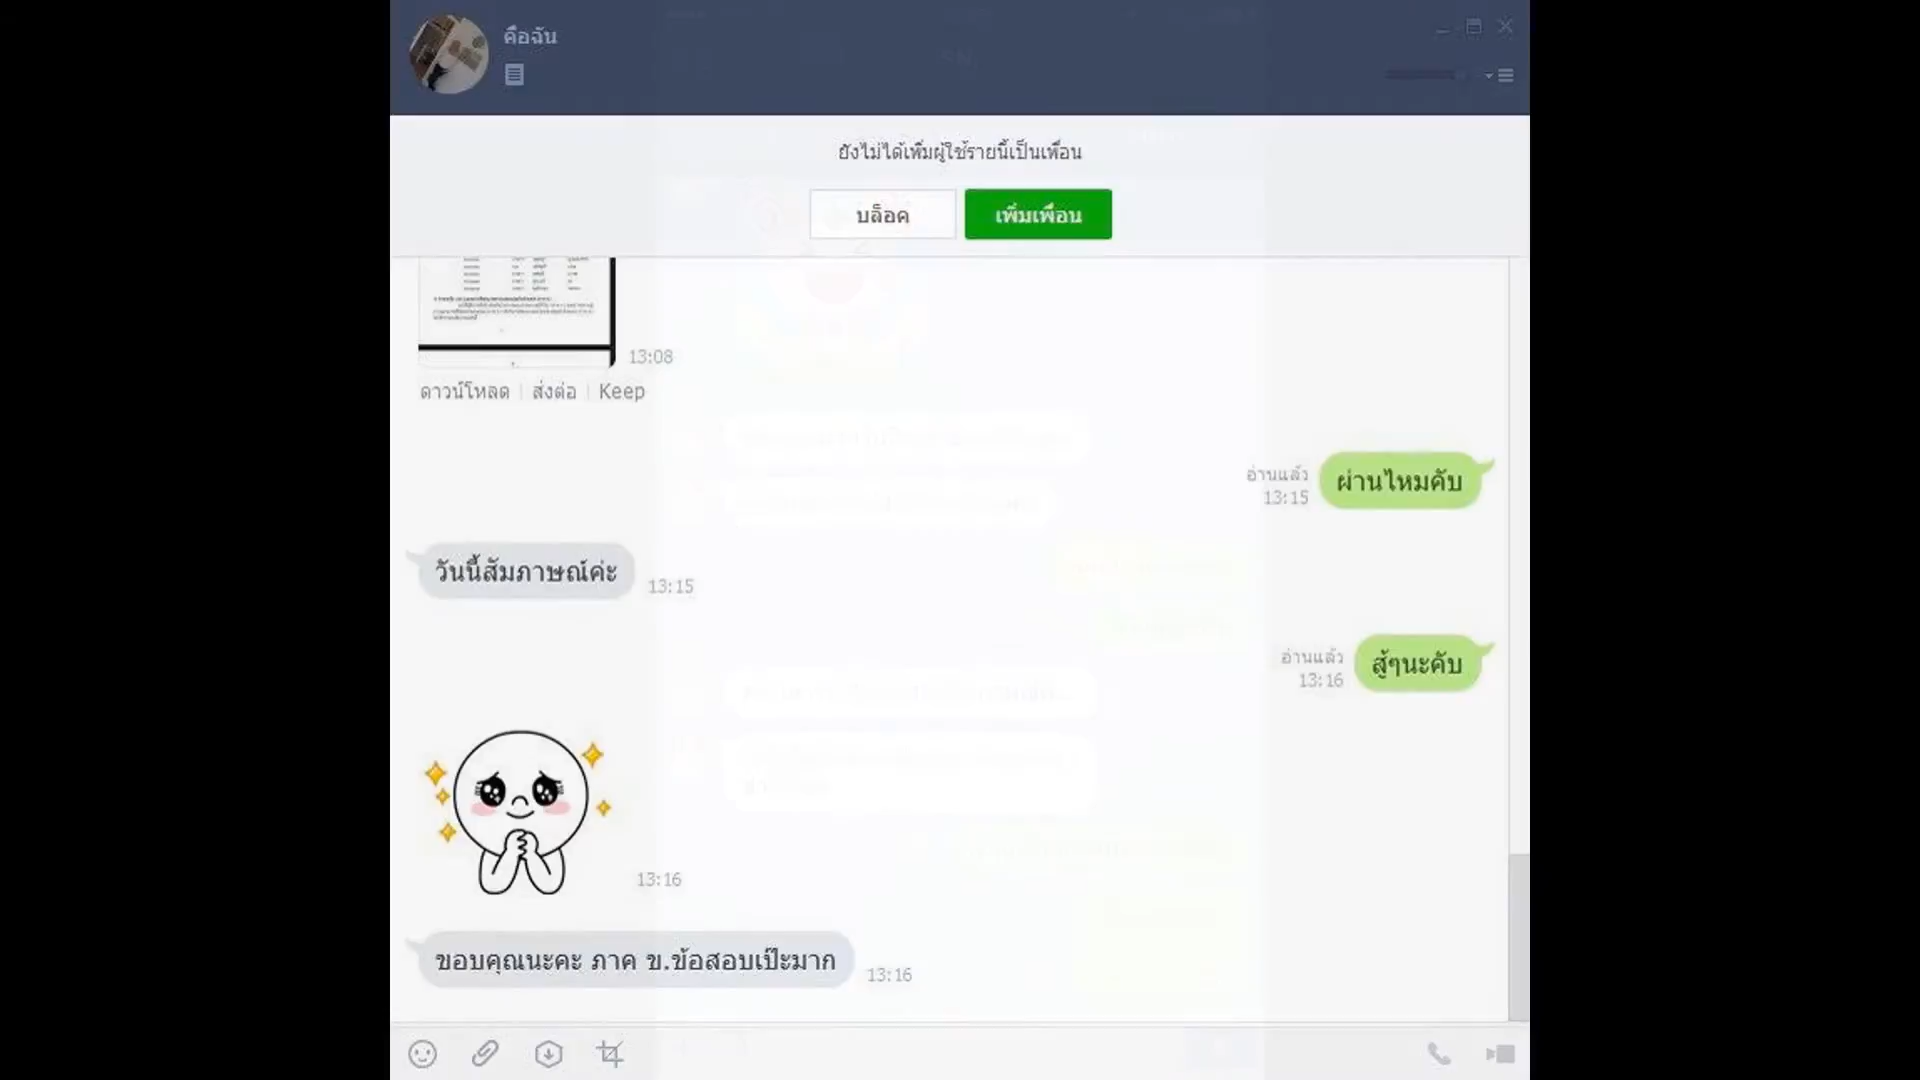 คือฉัน
ยังไม่ได้เพิ่มผู้ใช้รายนี้เป็นเพื่อน
บล็อค
เพิ่มเพื่อน
13:08
ดาวน์โหลด | ส่งต่อ | Keep
อ่านแล้ว
13:15
ผ่านไหมคับ
วันนี้สัมภาษณ์ค่ะ
13:15
อ่านแล้ว
13:16
สู้ๆนะคับ
13:16
ขอบคุณนะคะ ภาค ข.ข้อสอบเป๊ะมาก
13:16